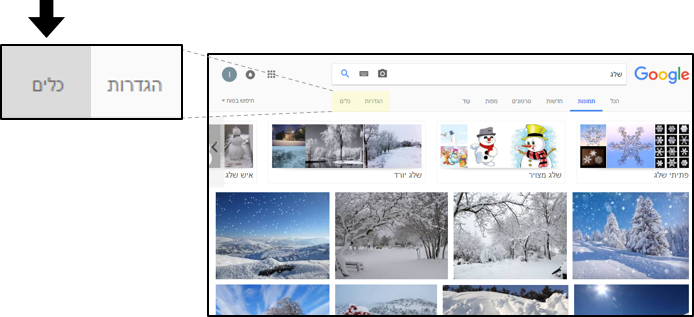 הגדרות כלים
Google
שלג
הכל תמונות חדשות סרטונים מפות עוד הגדרות כלים חיפוש בטוח
פתיתי שלג שלג מצויר שלג יורד איש שלג